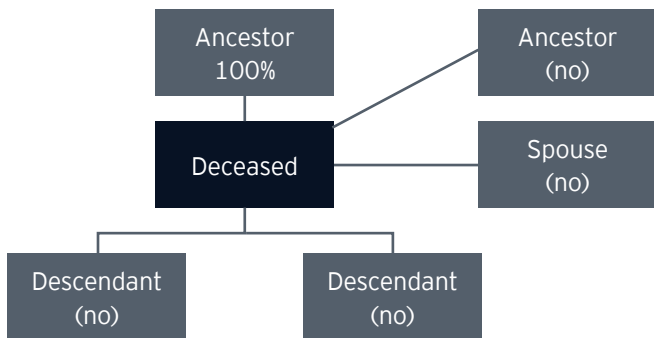 Ancestor
100%
Ancestor
(no)
Deceased
Spouse
(no)
Descendant
(no)
Descendant
(no)